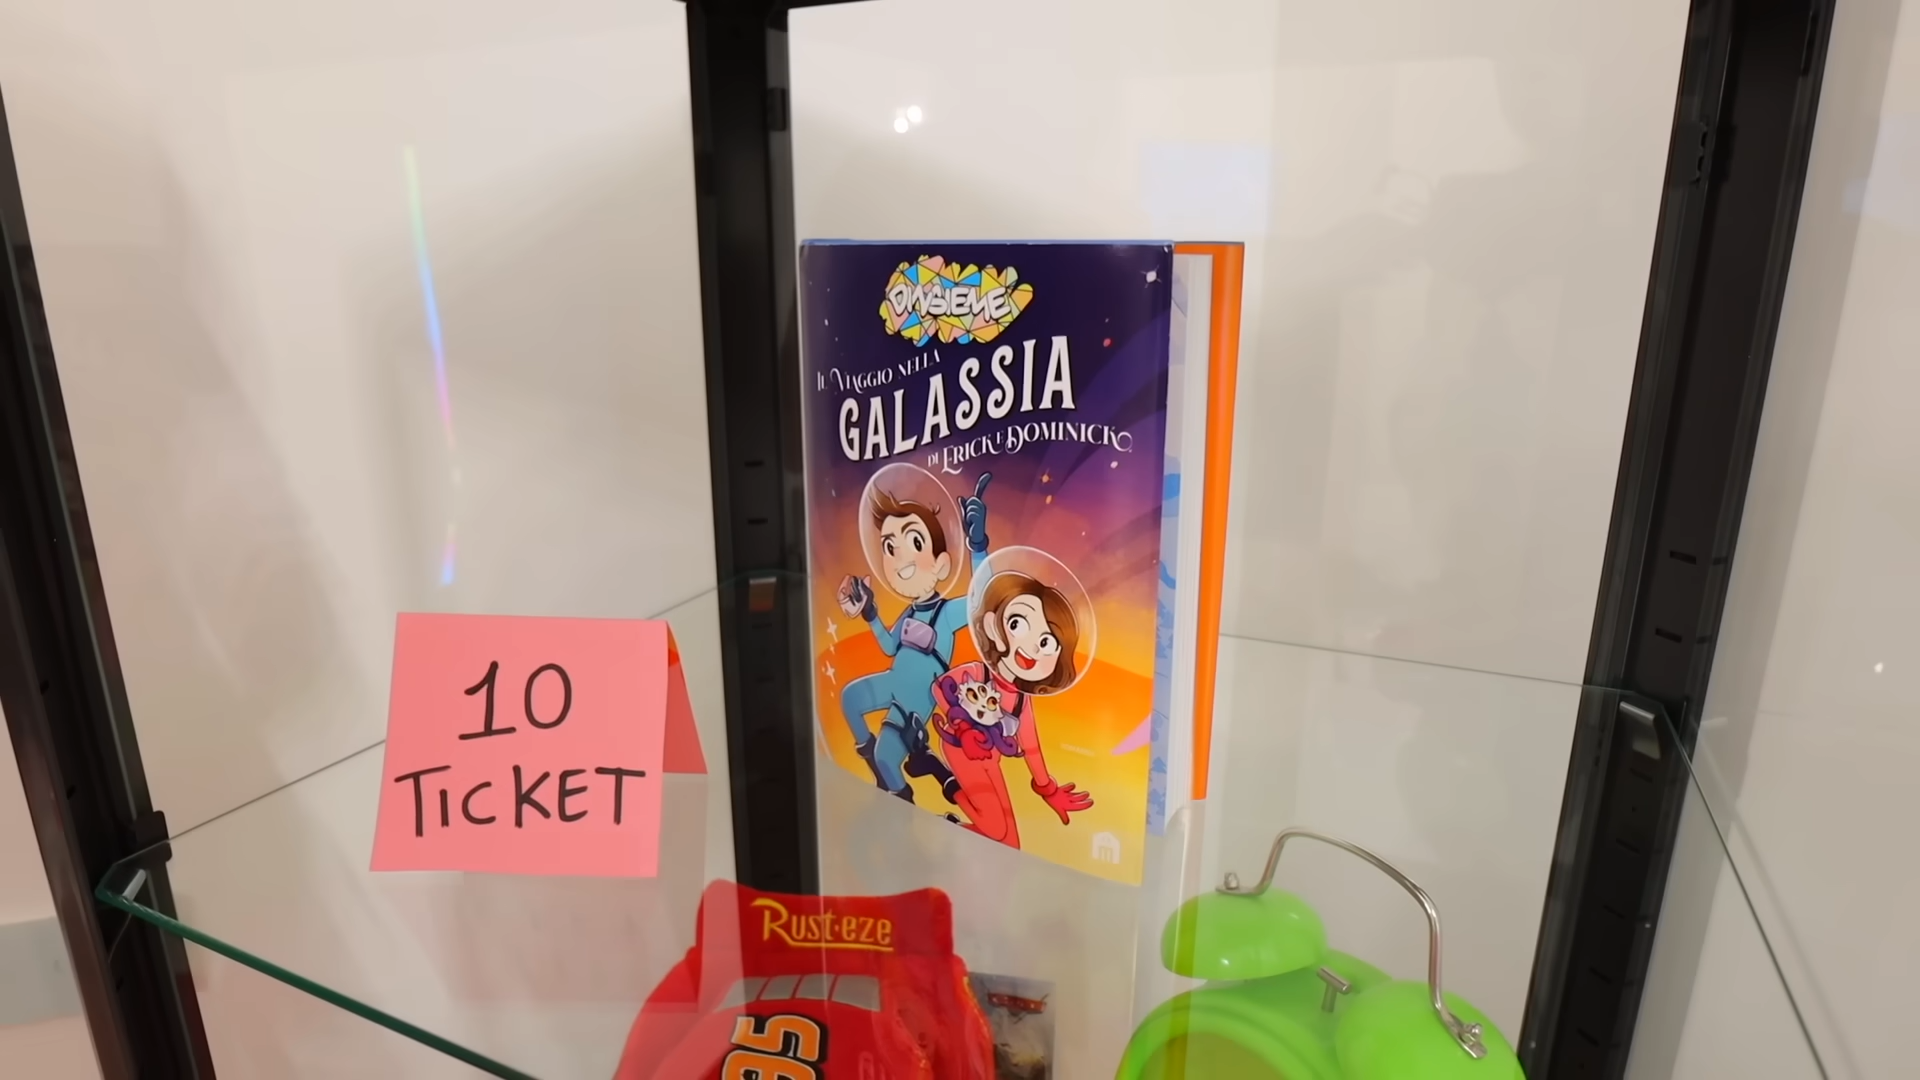 DINSIEME
IL VIAGGIO NELLA
GALASSIA
DI ERICK E DOMINICK
10
TICKET
RUST-EZE
95